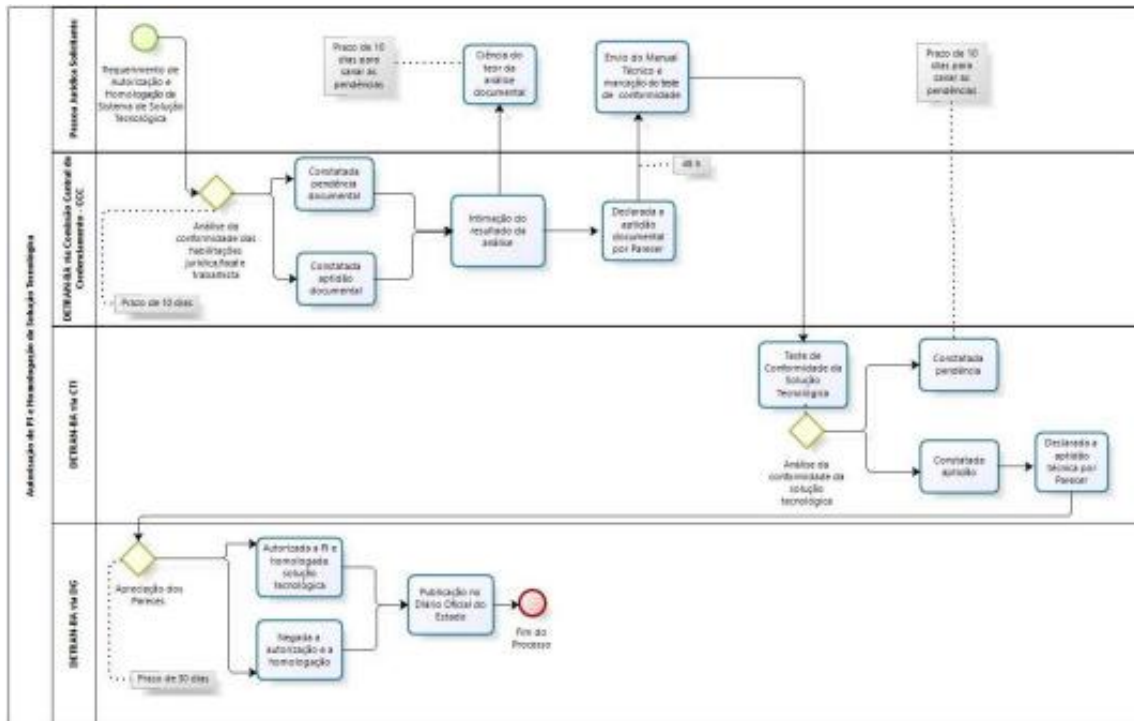 Autorização de PJ e Homologação de Solução Tecnológica
Pessoa Jurídica Solicitante
Requerimento de
Autorização e
Homologação de
Sistema de Solução
Tecnológica
Prazo de 10
dias para
sanar as
pendências
Ciência do
teor da
análise
documental
Envio do Manual
Técnico e
marcação do teste
de conformidade
Prazo de 10
dias para
sanar as
pendências
DETRAN-BA via Comissão Central de
Credenciamento - CCC
Análise da
conformidade das
habilitações
jurídica, fiscal e
trabalhista
Prazo de 10 dias
Constatada
pendência
documental
Constatada
aptidão
documental
Intimação do
resultado da
análise
Declarada a
aptidão
documental
por Parecer
48 h
DETRAN-BA via CTI
Teste de
Conformidade da
Solução
Tecnológica
Análise da
conformidade da
solução
tecnológica
Constatada
pendência
Constatada
aptidão
Declarada a
aptidão
técnica por
Parecer
DETRAN-BA via DG
Apreciação dos
Pareces
Prazo de 30 dias
Autorizada a PJ e
homologada
solução
tecnológica
Negada a
autorização e a
homologação
Publicação no
Diário Oficial do
Estado
Fim do
Processo